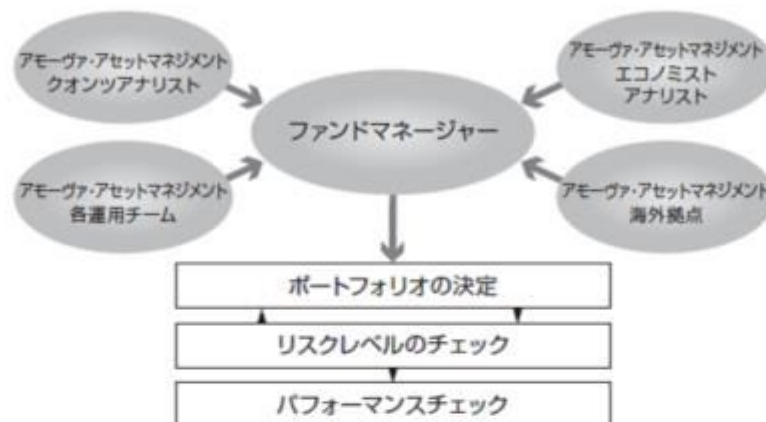 アモーヴァ・アセットマネジメント
クオンツアナリスト
アモーヴァ・アセットマネジメント
エコノミスト
アナリスト
ファンドマネージャー
アモーヴァ・アセットマネジメント
各運用チーム
アモーヴァ・アセットマネジメント
海外拠点
ポートフォリオの決定
リスクレベルのチェック
パフォーマンスチェック